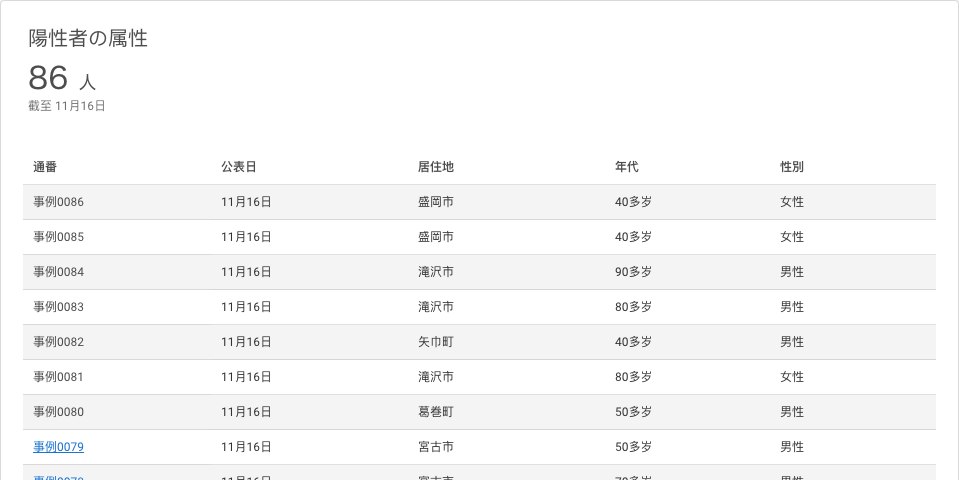 陽性者の属性
86 人
截至 11月16日
通番 公表日 居住地 年代 性別
事例0086 11月16日 盛岡市 40多岁 女性
事例0085 11月16日 盛岡市 40多岁 女性
事例0084 11月16日 滝沢市 90多岁 男性
事例0083 11月16日 滝沢市 80多岁 男性
事例0082 11月16日 矢巾町 40多岁 男性
事例0081 11月16日 滝沢市 80多岁 女性
事例0080 11月16日 葛巻町 50多岁 男性
事例0079 11月16日 宮古市 50多岁 男性